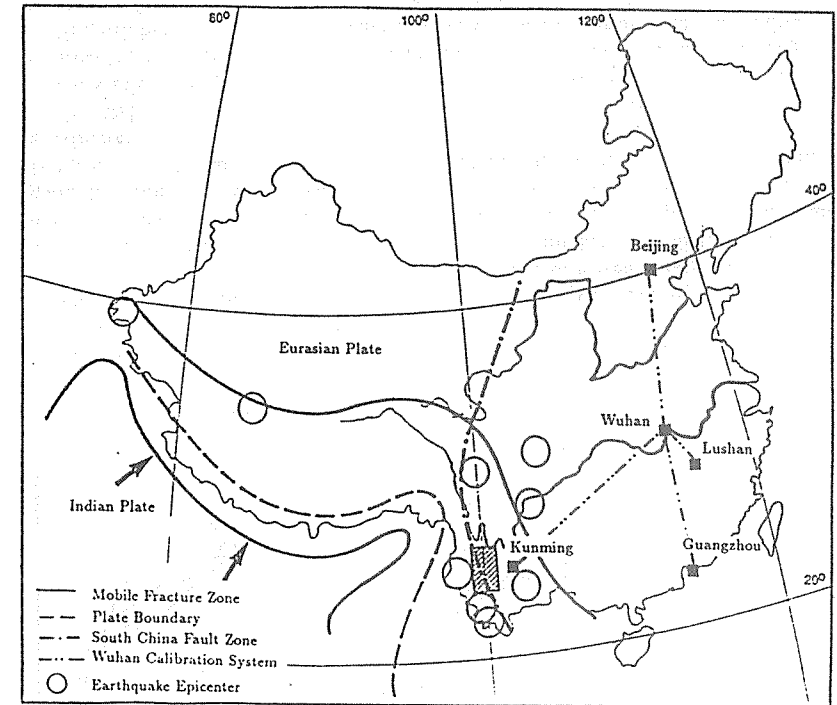 80° 100° 120°
40°
Beijing
Eurasian Plate
Wuhan
Lushan
Indian Plate
Kunming
Guangzhou
20°
Mobile Fracture Zone
Plate Boundary
South China Fault Zone
Wuhan Calibration System
Earthquake Epicenter